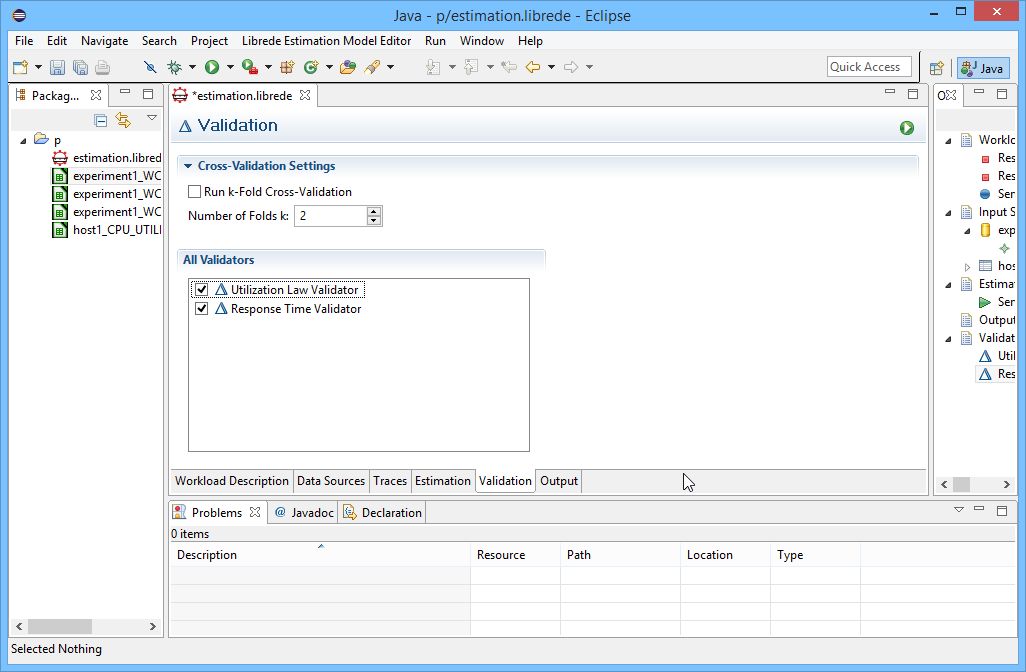 Java - p/estimation.librede - Eclipse
File Edit Navigate Search Project Librede Estimation Model Editor Run Window Help
Quick Access Java
Packag...
p
estimation.libred
experiment1_WC
experiment1_WC
experiment1_WC
host1_CPU_UTILI
*estimation.librede
Validation
Cross-Validation Settings
Run k-Fold Cross-Validation
Number of Folds k: 2
All Validators
Utilization Law Validator
Response Time Validator
Workload Description Data Sources Traces Estimation Validation Output
O
Worklo
Res
Res
Ser
Input S
exp
hos
Estima
Ser
Output
Validat
Util
Res
Problems @ Javadoc Declaration
0 items
Description Resource Path Location Type
Selected Nothing